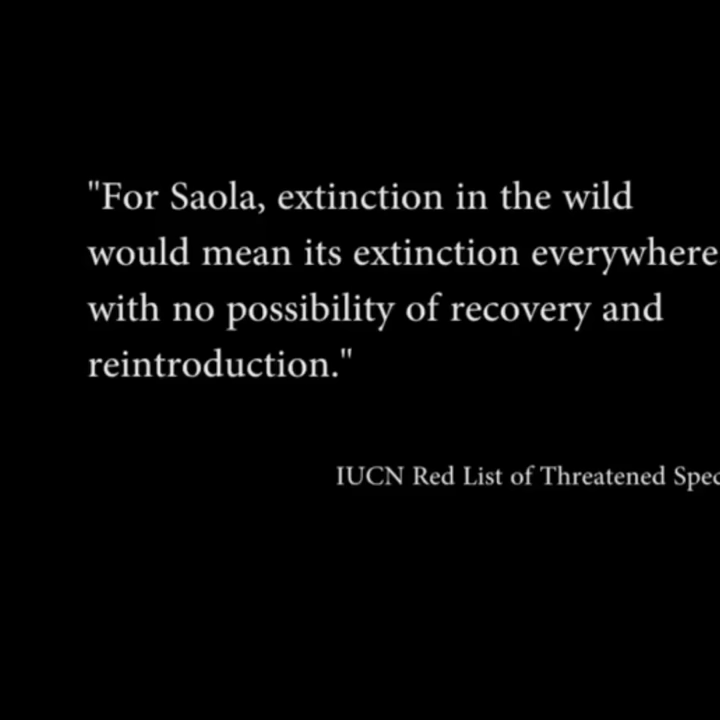 "For Saola, extinction in the wild
would mean its extinction everywhere
with no possibility of recovery and
reintroduction."
IUCN Red List of Threatened Spec